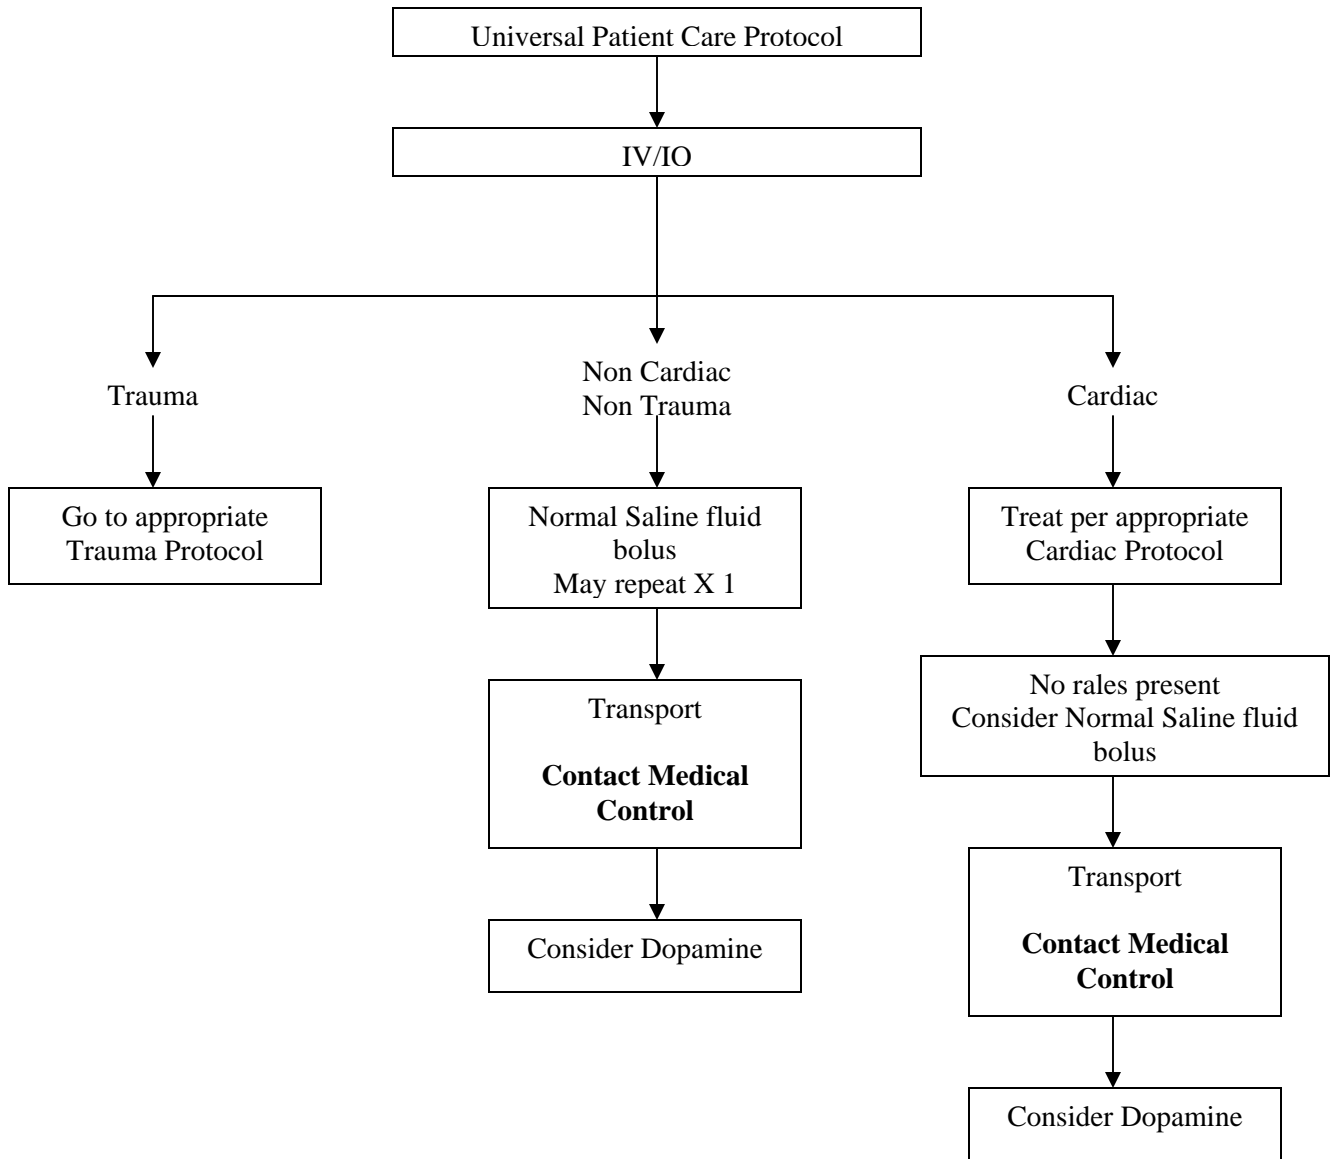 Universal Patient Care Protocol
IV/IO
Trauma
Non Cardiac
Non Trauma
Cardiac
Go to appropriate
Trauma Protocol
Normal Saline fluid
bolus
May repeat X 1
Treat per appropriate
Cardiac Protocol
Transport
Contact Medical
Control
No rales present
Consider Normal Saline fluid
bolus
Consider Dopamine
Transport
Contact Medical
Control
Consider Dopamine